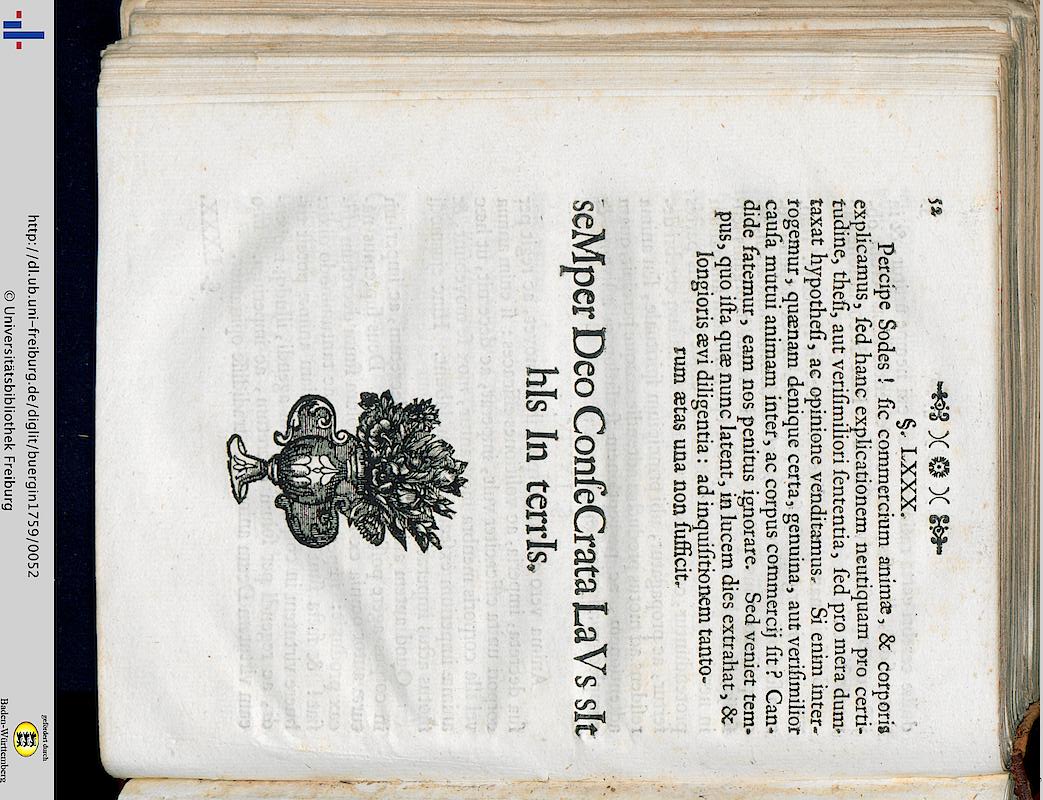 52
§. LXXX.
Percipe Sodes ! ſic commercium animæ, & corporis
explicamus, ſed hanc explicationem neutiquam pro certi-
tudine, theſi, aut veriſimiliori ſententia, ſed pro mera dum-
taxat hypotheſi, ac opinione venditamus. Si enim inter-
rogemur, quænam denique certa, genuina, aut veriſimilior
cauſa mutui animam inter, ac corpus commercij ſit? Can-
dide fatemur, eam nos penitus ignorare. Sed veniet tem-
pus, quo iſta quæ nunc latent, in lucem dies extrahat, &
longioris ævi diligentia: ad inquiſitionem tanto-
rum ætas una non ſufficit.
seMper Deo ConſeCrata LaVs sIt
hIs In terrIs.
http://dl.ub.uni-freiburg.de/diglit/buergin1759/0052
© Universitätsbibliothek Freiburg
gefördert durch
Baden-Württemberg